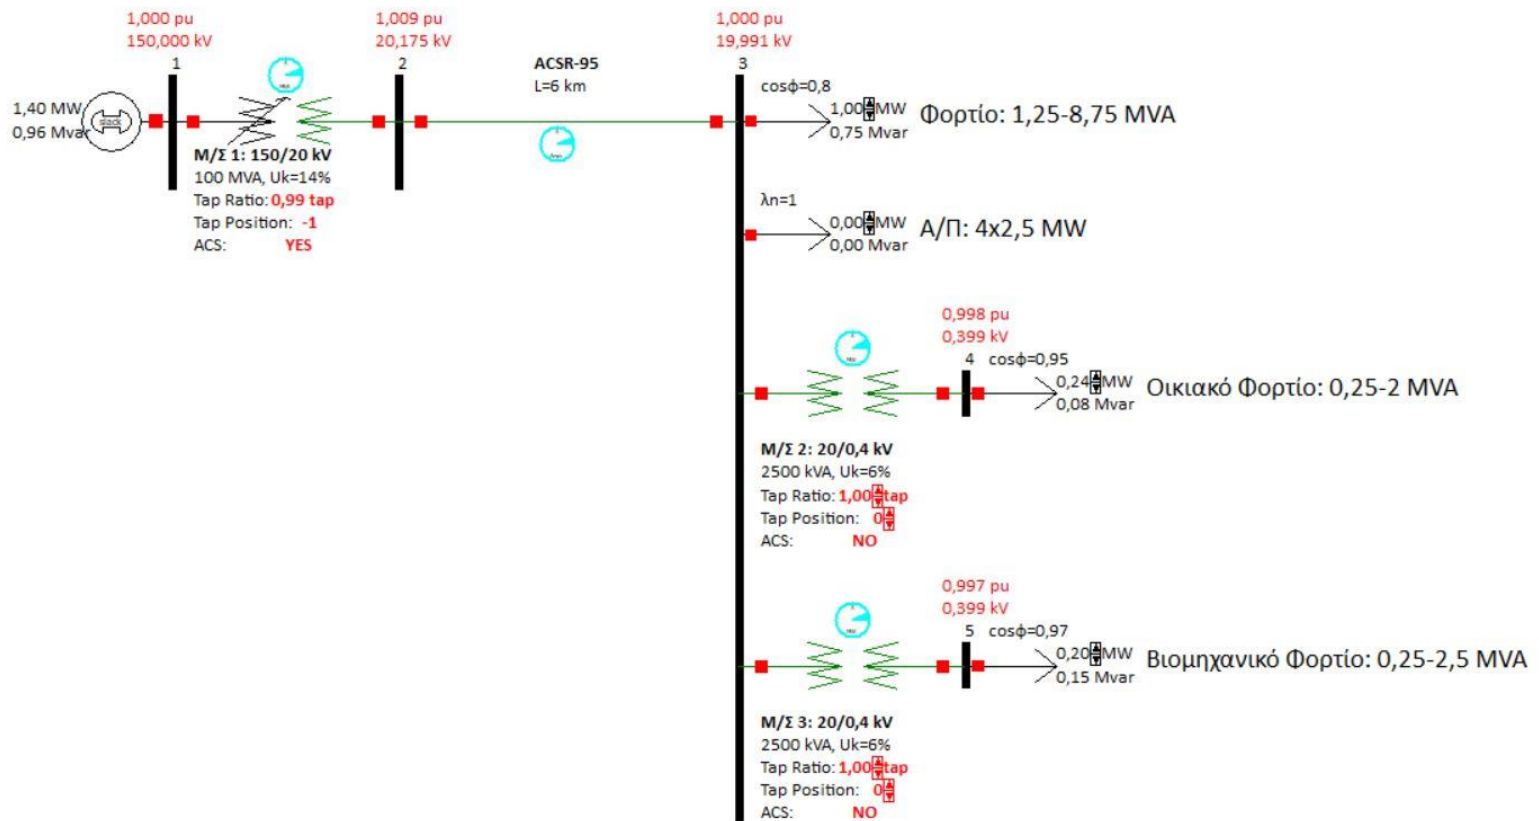 1,000 pu
150,000 kV
1
1,009 pu
20,175 kV
2
ACSR-95
L=6 km
1,000 pu
19,991 kV
3
1,40 MW
0,96 Mvar
slack
M/Σ 1: 150/20 kV
100 MVA, Uk=14%
Tap Ratio: 0,99 tap
Tap Position: -1
ACS: YES
cosφ=0,8
1,00 MW
0,75 Mvar
Φορτίο: 1,25-8,75 MVA
λn=1
0,00 MW
0,00 Mvar
Α/Π: 4x2,5 MW
0,998 pu
0,399 kV
4 cosφ=0,95
0,24 MW
0,08 Mvar
Οικιακό Φορτίο: 0,25-2 MVA
M/Σ 2: 20/0,4 kV
2500 kVA, Uk=6%
Tap Ratio: 1,00 tap
Tap Position: 0
ACS: NO
0,997 pu
0,399 kV
5 cosφ=0,97
0,20 MW
0,15 Mvar
Βιομηχανικό Φορτίο: 0,25-2,5 MVA
M/Σ 3: 20/0,4 kV
2500 kVA, Uk=6%
Tap Ratio: 1,00 tap
Tap Position: 0
ACS: NO